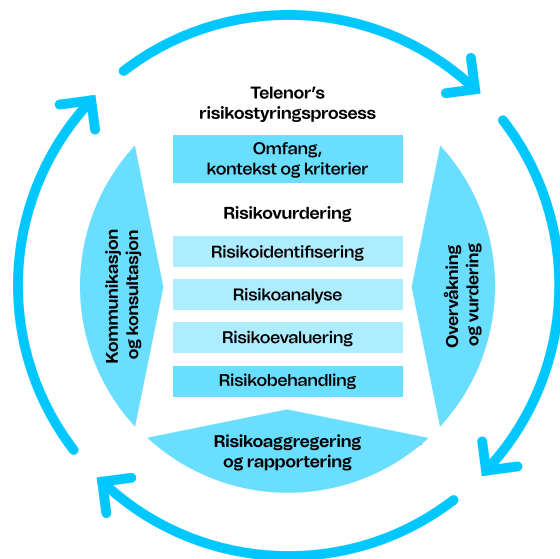 Telenor’s
risikostyringsprosess
Omfang,
kontekst og kriterier
Risikovurdering
Risikoidentifisering
Risikoanalyse
Risikoevaluering
Risikobehandling
Kommunikasjon
og konsultasjon
Overvåkning
og vurdering
Risikoaggregering
og rapportering